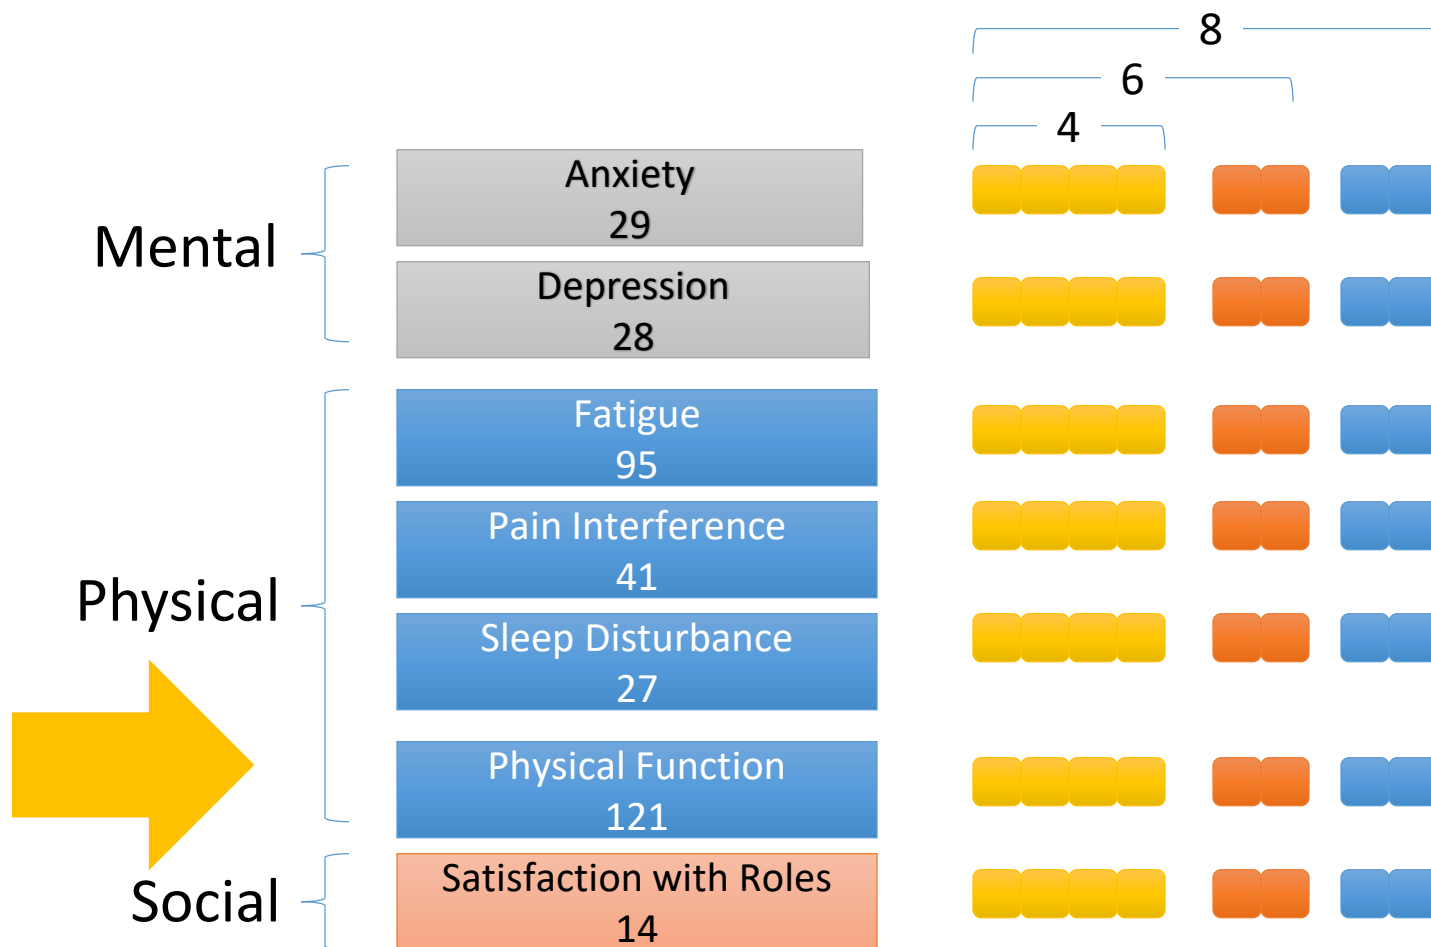 8
6
4
Mental
Anxiety
29
Depression
28
Physical
Fatigue
95
Pain Interference
41
Sleep Disturbance
27
Physical Function
121
Social
Satisfaction with Roles
14